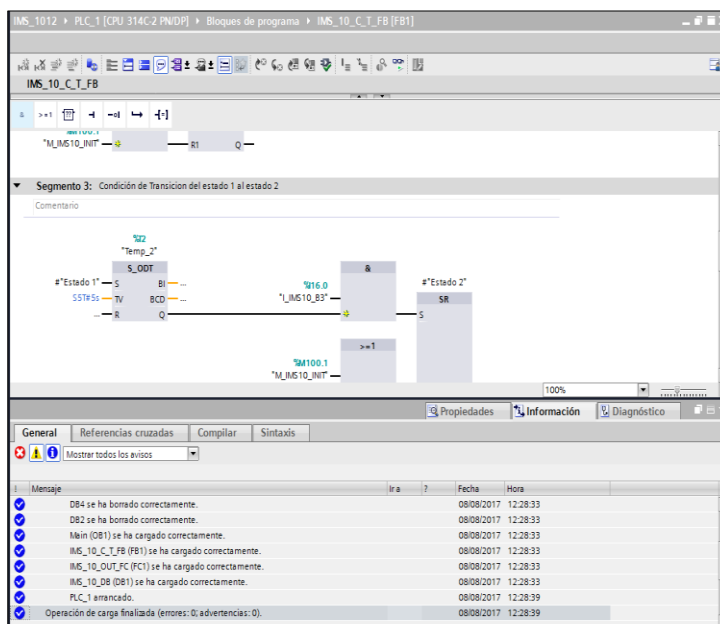 IMS_1012 ▸ PLC_1 [CPU 314C-2 PN/DP] ▸ Bloques de programa ▸ IMS_10_C_T_FB [FB1]
IMS_10_C_T_FB
& >=1
"M_IMS10_INIT" R1 Q
Segmento 3: Condición de Transicion del estado 1 al estado 2
Comentario
%T2
"Temp_2"
S_ODT
&
#"Estado 2"
#"Estado 1" S BI ...
%I16.0
SR
S5T#5s TV BCD ...
"I_IMS10_B3"
... R Q
S
>=1
%M100.1
"M_IMS10_INIT"
100%
Propiedades Información Diagnóstico
General Referencias cruzadas Compilar Sintaxis
Mostrar todos los avisos
! Mensaje Ir a ? Fecha Hora
DB4 se ha borrado correctamente. 08/08/2017 12:28:33
DB2 se ha borrado correctamente. 08/08/2017 12:28:33
Main (OB1) se ha cargado correctamente. 08/08/2017 12:28:33
IMS_10_C_T_FB (FB1) se ha cargado correctamente. 08/08/2017 12:28:33
IMS_10_OUT_FC (FC1) se ha cargado correctamente. 08/08/2017 12:28:33
IMS_10_DB (DB1) se ha cargado correctamente. 08/08/2017 12:28:33
PLC_1 arrancado. 08/08/2017 12:28:39
Operación de carga finalizada (errores: 0; advertencias: 0). 08/08/2017 12:28:39